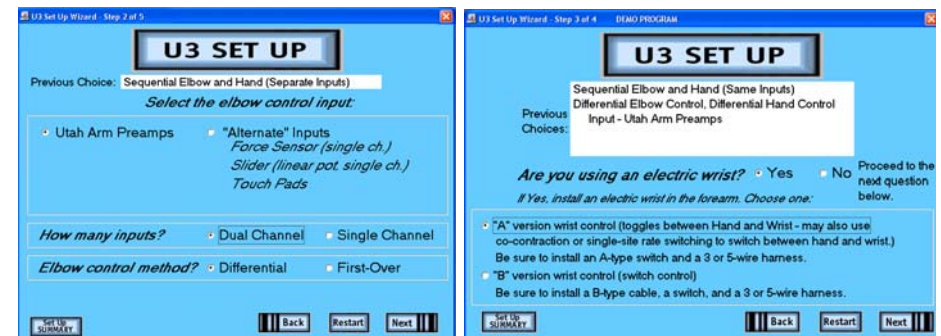 U3 Set Up Wizard - Step 2 of 5
U3 SET UP
Previous Choice: Sequential Elbow and Hand (Separate Inputs)
Select the elbow control input:
Utah Arm Preamps
"Alternate" Inputs
Force Sensor (single ch.)
Slider (linear pot. single ch.)
Touch Pads
How many inputs? Dual Channel Single Channel
Elbow control method? Differential First-Over
Set Up SUMMARY Back Restart Next
U3 Set Up Wizard - Step 3 of 4 DEMO PROGRAM
U3 SET UP
Previous Choices:
Sequential Elbow and Hand (Same Inputs)
Differential Elbow Control, Differential Hand Control
Input - Utah Arm Preamps
Are you using an electric wrist? Yes No
Proceed to the next question below.
If Yes, install an electric wrist in the forearm. Choose one:
"A" version wrist control (toggles between Hand and Wrist - may also use
co-contraction or single-site rate switching to switch between hand and wrist.)
Be sure to install an A-type switch and a 3 or 5-wire harness.
"B" version wrist control (switch control)
Be sure to install a B-type cable, a switch, and a 3 or 5-wire harness.
Set Up SUMMARY Back Restart Next